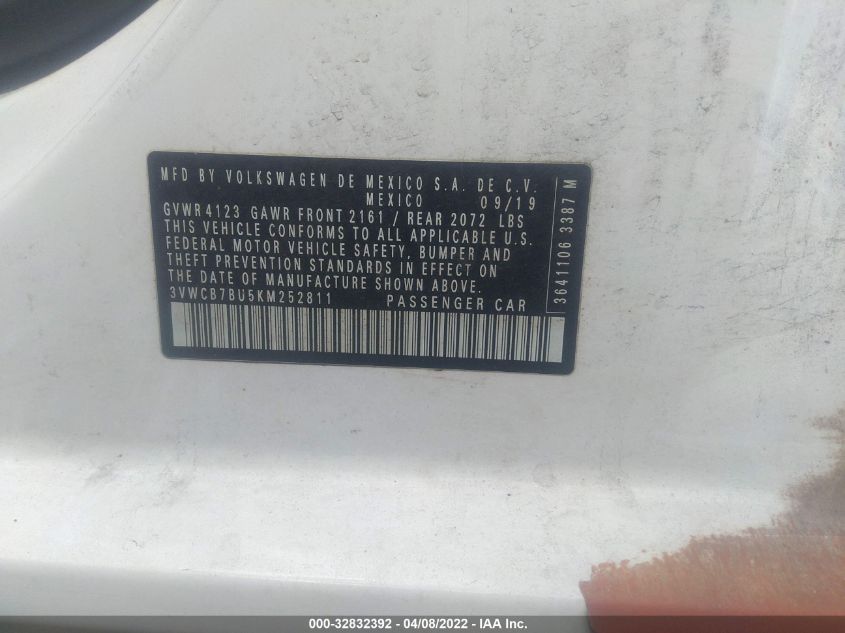 MFD BY VOLKSWAGEN DE MEXICO S.A. DE C.V.
MEXICO 09/19
GVWR 4123 GAWR FRONT 2161 / REAR 2072 LBS
THIS VEHICLE CONFORMS TO ALL APPLICABLE U.S.
FEDERAL MOTOR VEHICLE SAFETY, BUMPER AND
THEFT PREVENTION STANDARDS IN EFFECT ON
THE DATE OF MANUFACTURE SHOWN ABOVE.
3VWCB7BU5KM252811 PASSENGER CAR
3641106 3387 M
000-32832392 - 04/08/2022 - IAA Inc.